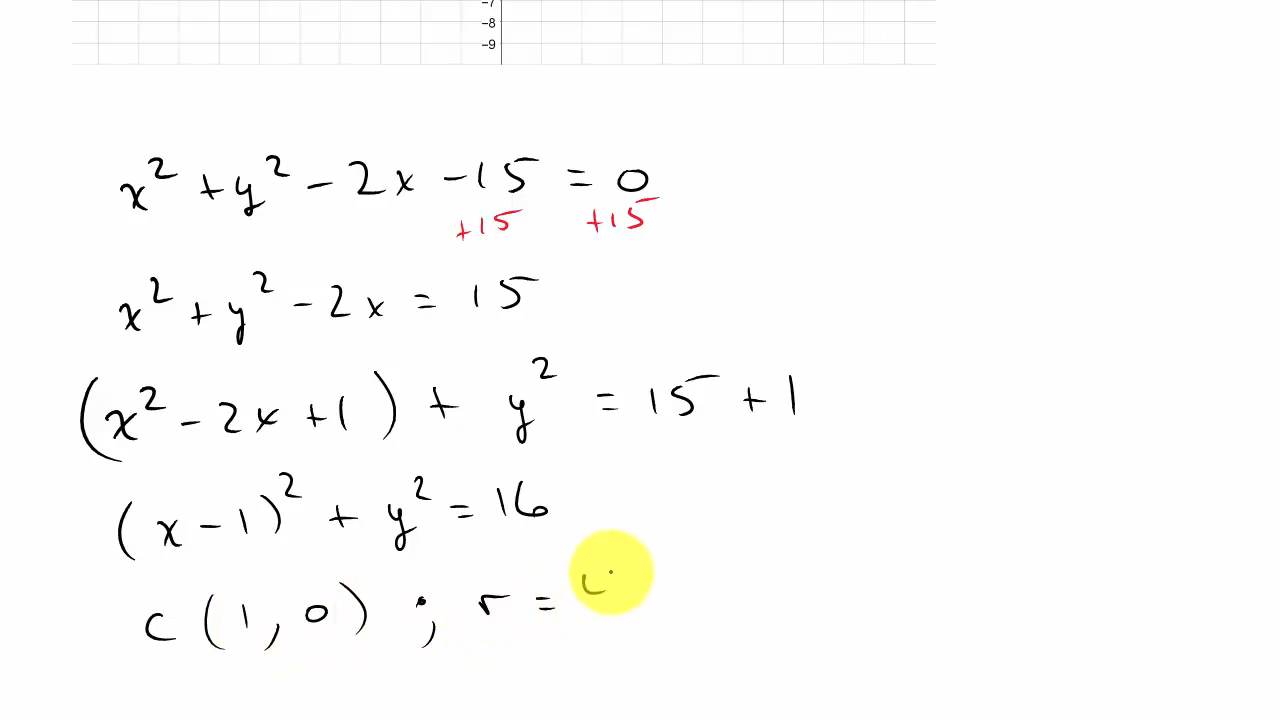 -7
-8
-9
x² + y² - 2x - 15 = 0
+15 +15
x² + y² - 2x = 15
(x² - 2x + 1) + y² = 15 + 1
(x - 1)² + y² = 16
C (1, 0) ; r =